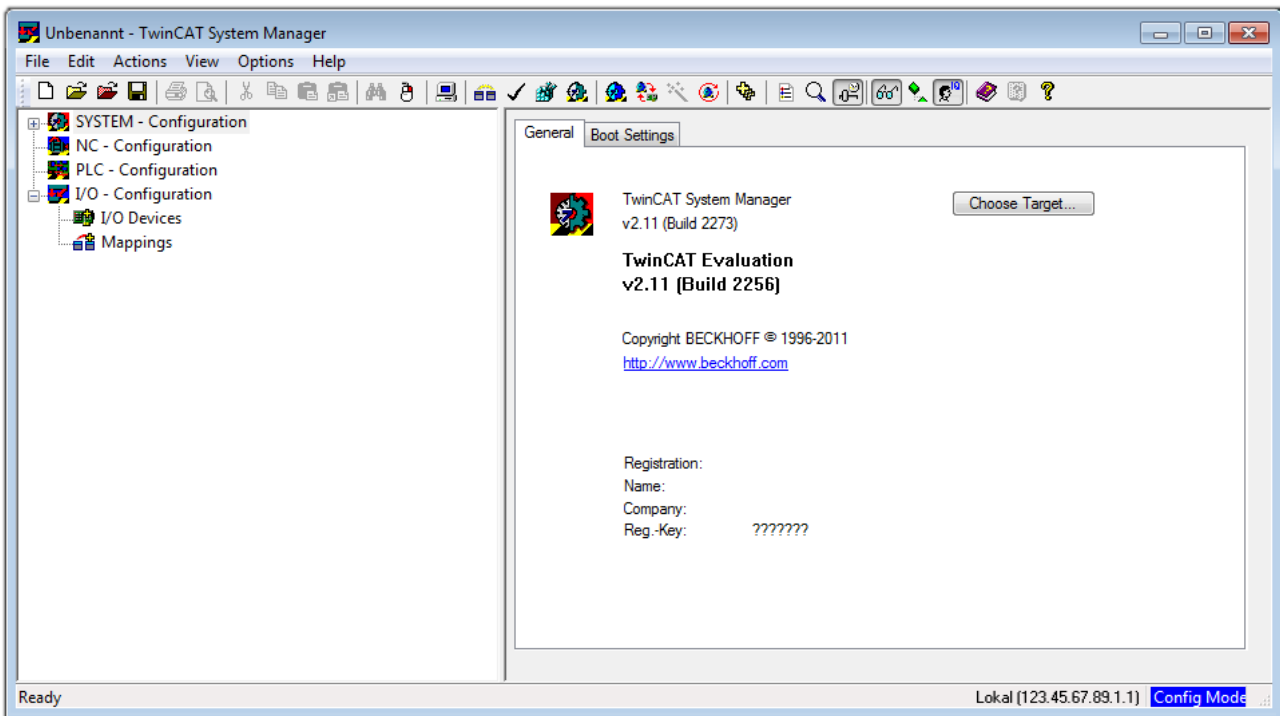 Unbenannt - TwinCAT System Manager
File Edit Actions View Options Help
SYSTEM - Configuration
NC - Configuration
PLC - Configuration
I/O - Configuration
I/O Devices
Mappings
General Boot Settings
TwinCAT System Manager
v2.11 (Build 2273)
Choose Target...
TwinCAT Evaluation
v2.11 (Build 2256)
Copyright BECKHOFF © 1996-2011
http://www.beckhoff.com
Registration:
Name:
Company:
Reg.-Key: ???????
Ready Lokal (123.45.67.89.1.1) Config Mode